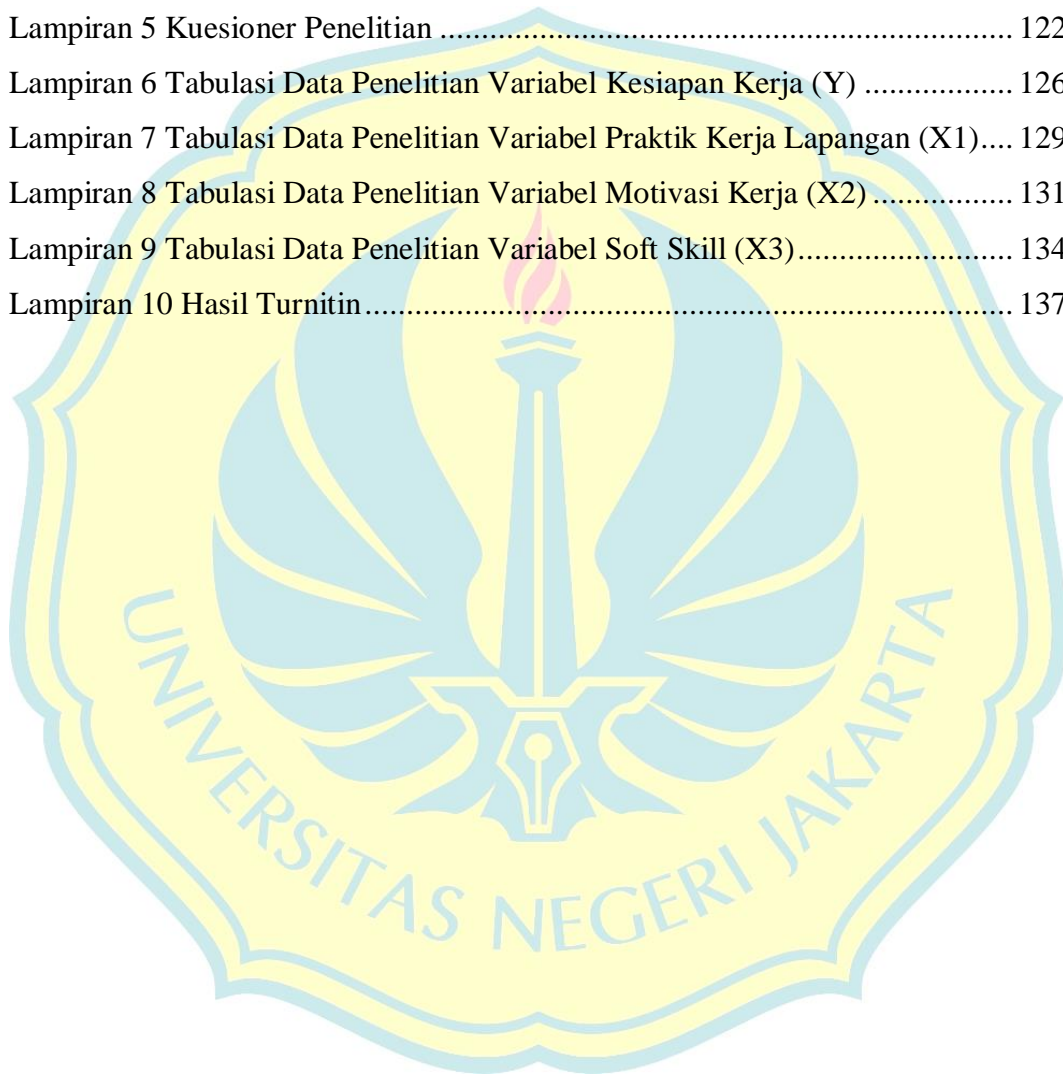 Lampiran 5 Kuesioner Penelitian ........................................................................ 122
Lampiran 6 Tabulasi Data Penelitian Variabel Kesiapan Kerja (Y) .................. 126
Lampiran 7 Tabulasi Data Penelitian Variabel Praktik Kerja Lapangan (X1).... 129
Lampiran 8 Tabulasi Data Penelitian Variabel Motivasi Kerja (X2) ................. 131
Lampiran 9 Tabulasi Data Penelitian Variabel Soft Skill (X3).......................... 134
Lampiran 10 Hasil Turnitin................................................................................. 137
UNIVERSITAS NEGERI JAKARTA